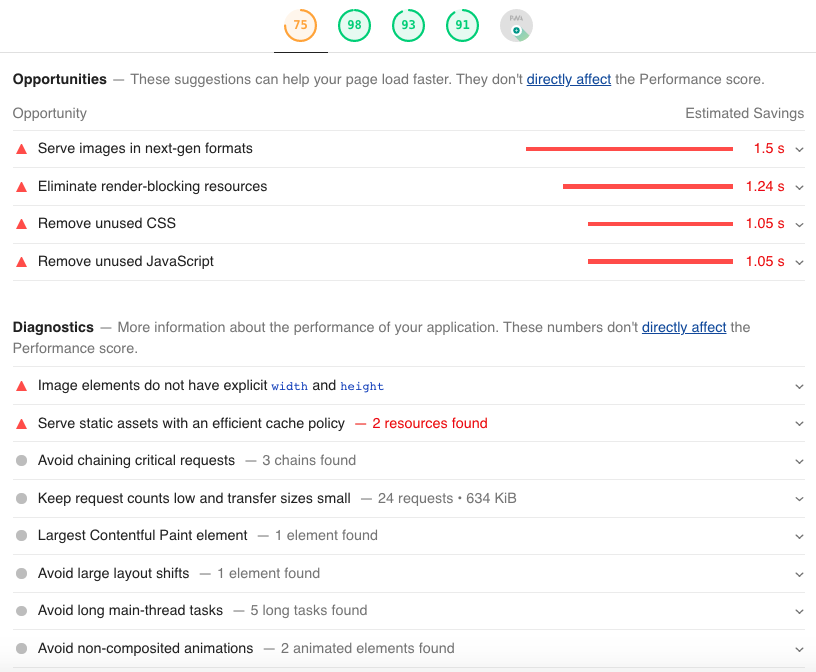 75 98 93 91 PWA
Opportunities — These suggestions can help your page load faster. They don't directly affect the Performance score.
Opportunity Estimated Savings
Serve images in next-gen formats 1.5 s
Eliminate render-blocking resources 1.24 s
Remove unused CSS 1.05 s
Remove unused JavaScript 1.05 s
Diagnostics — More information about the performance of your application. These numbers don't directly affect the
Performance score.
Image elements do not have explicit width and height
Serve static assets with an efficient cache policy — 2 resources found
Avoid chaining critical requests — 3 chains found
Keep request counts low and transfer sizes small — 24 requests • 634 KiB
Largest Contentful Paint element — 1 element found
Avoid large layout shifts — 1 element found
Avoid long main-thread tasks — 5 long tasks found
Avoid non-composited animations — 2 animated elements found